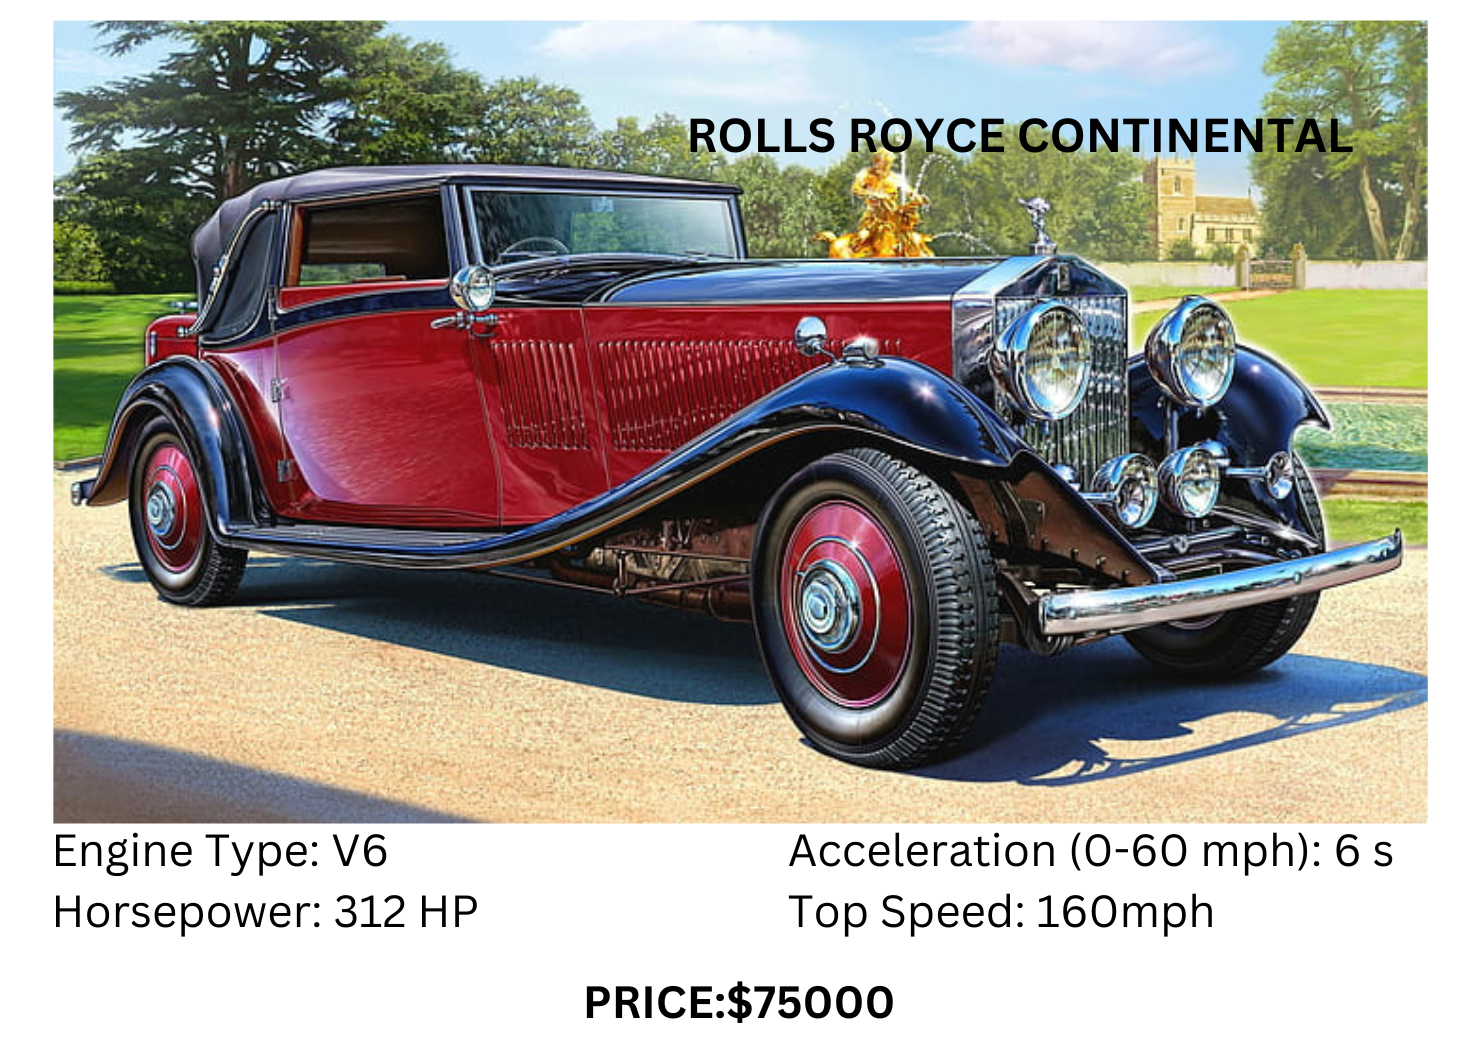 ROLLS ROYCE CONTINENTAL
Engine Type: V6
Horsepower: 312 HP
Acceleration (0-60 mph): 6 s
Top Speed: 160mph
PRICE:$75000